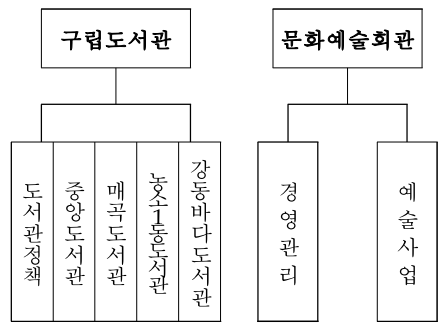 구립도서관
문화예술회관
도서관정책
중앙도서관
매곡도서관
농소1동도서관
강동바다도서관
경영관리
예술사업